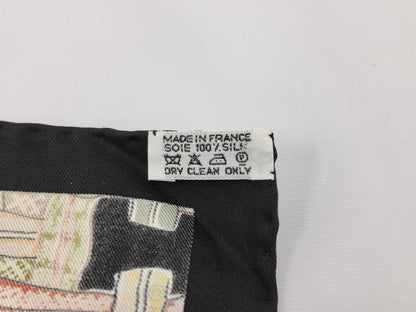 MADE IN FRANCE
SOIE 100% SILK
DRY CLEAN ONLY